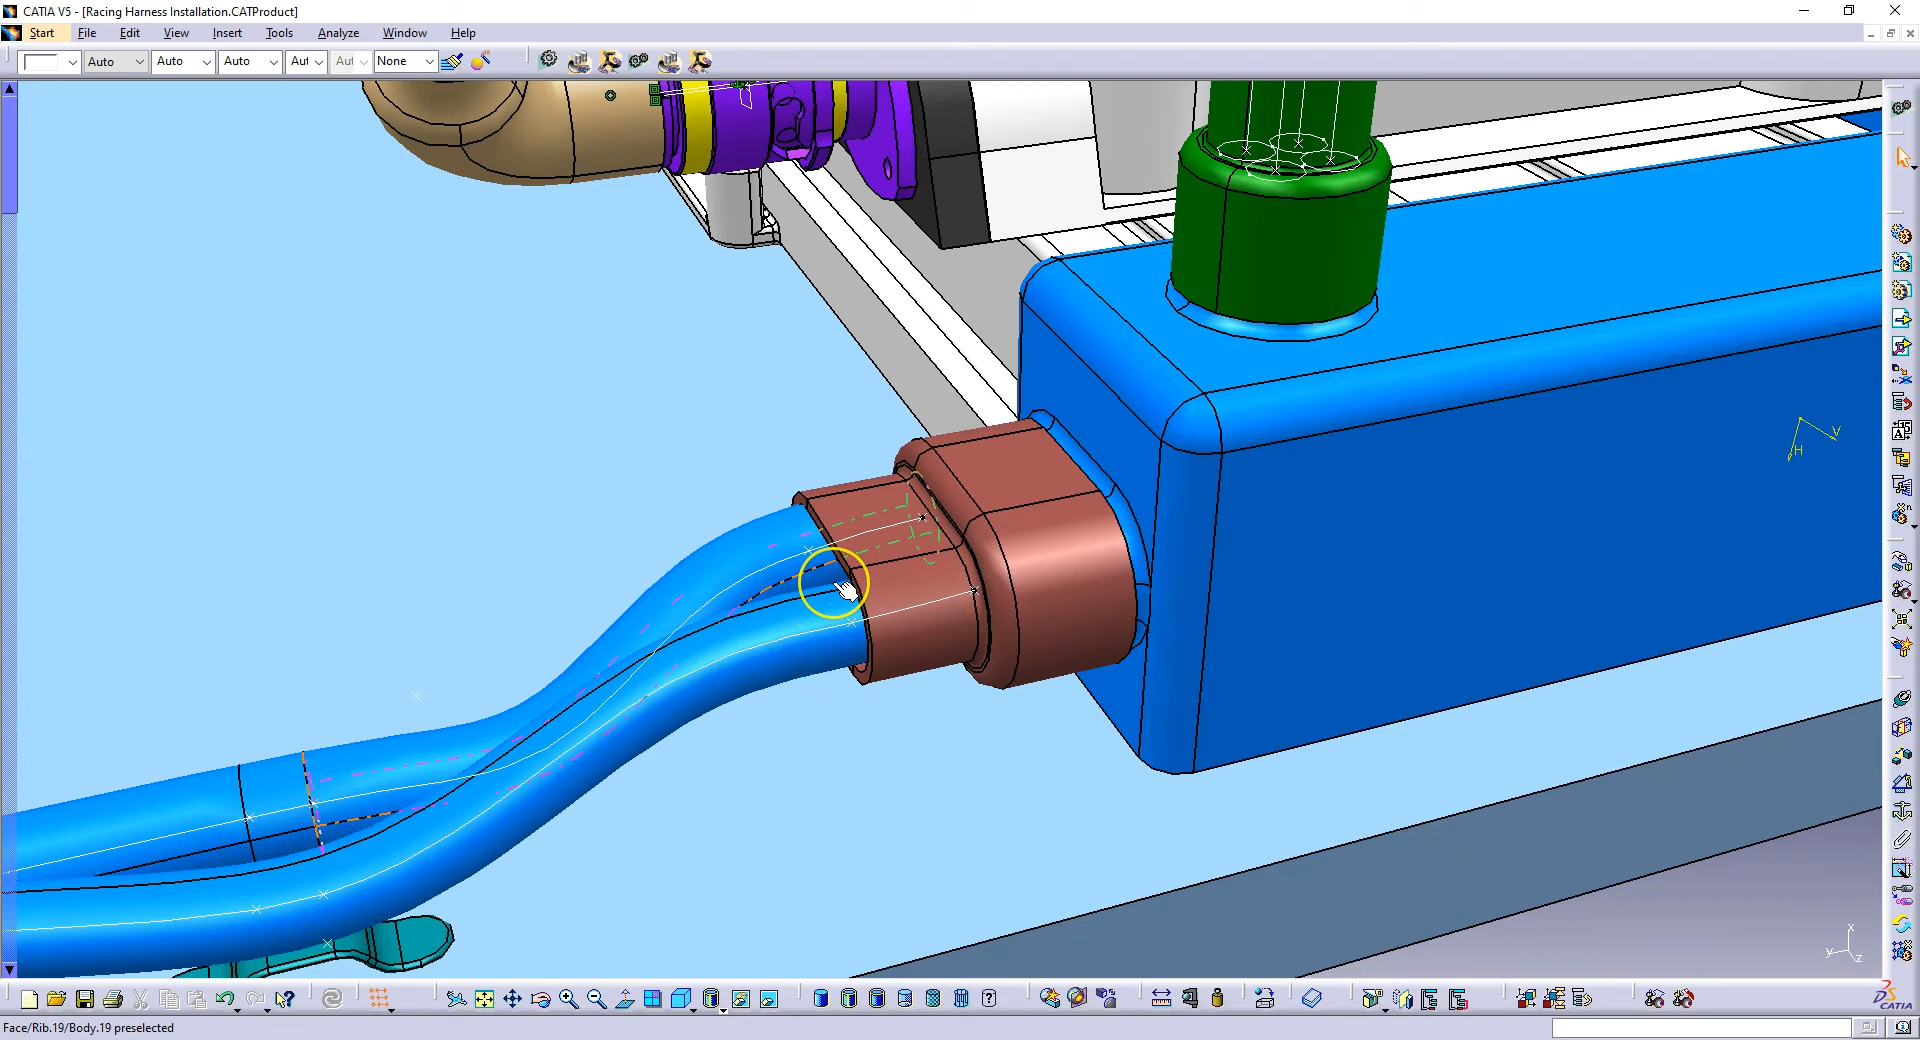 CATIA V5 - [Racing Harness Installation.CATProduct]
Start File Edit View Insert Tools Analyze Window Help
Auto Auto Auto Aut Aut None
V
H
x
y
z
CATIA
Face/Rib.19/Body.19 preselected